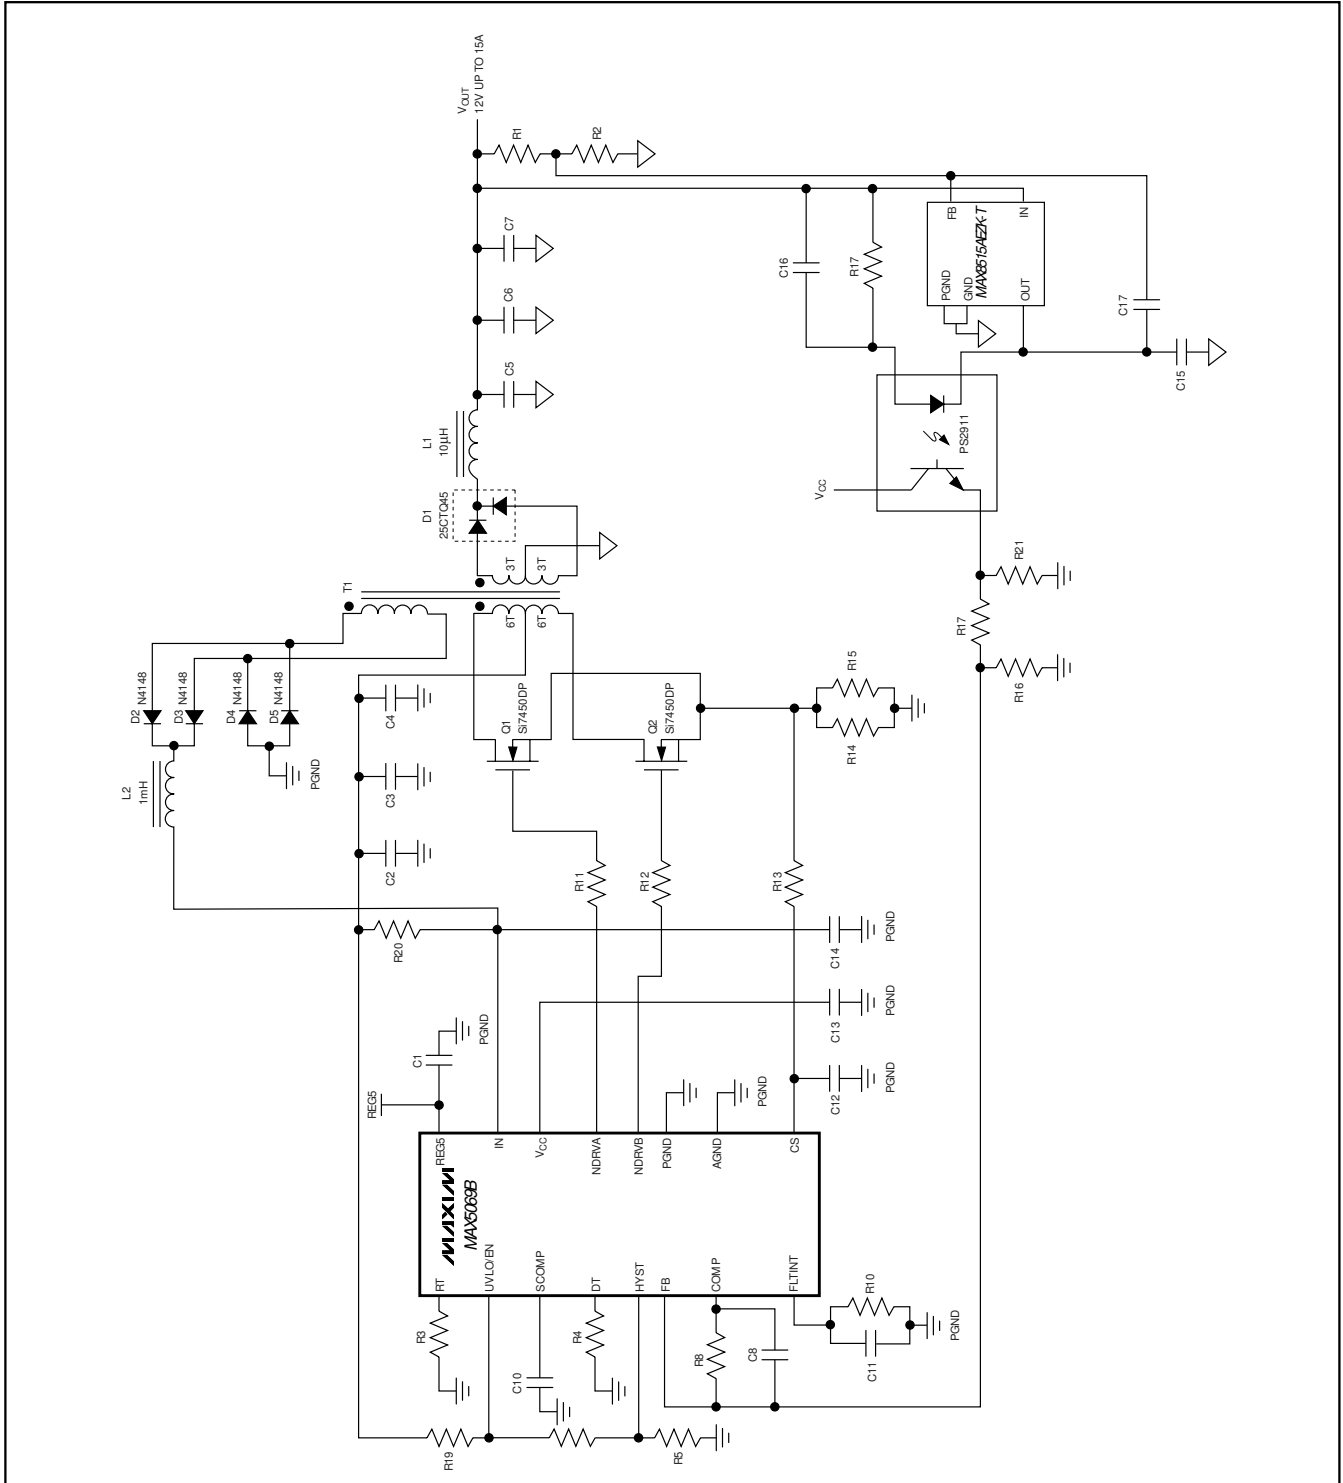 VOUT
12V UP TO 15A
R1
R2
C7
C6
C5
L1
10µH
D1
25CTQ45
3T
3T
T1
6T
6T
D2 N4148
D3 N4148
D4 N4148
D5 N4148
PGND
L2
1mH
C4
C3
C2
Q1
Si7450DP
Q2
Si7450DP
R11
R12
R13
R14
R15
R20
C14
PGND
C13
PGND
C12
PGND
C1
PGND
REG5
C16
R17
FB
IN
PGND
GND
MAX8515AEZK-T
OUT
C17
C15
PS2911
VCC
R21
R17
R16
REG5
IN
VCC
NDRVA
NDRVB
PGND
AGND
CS
PGND
MAXIM
MAX5069B
RT
UVLO/EN
SCOMP
DT
HYST
FB
COMP
FLTINT
R3
C10
R4
R8
C8
R10
C11
PGND
R19
R5